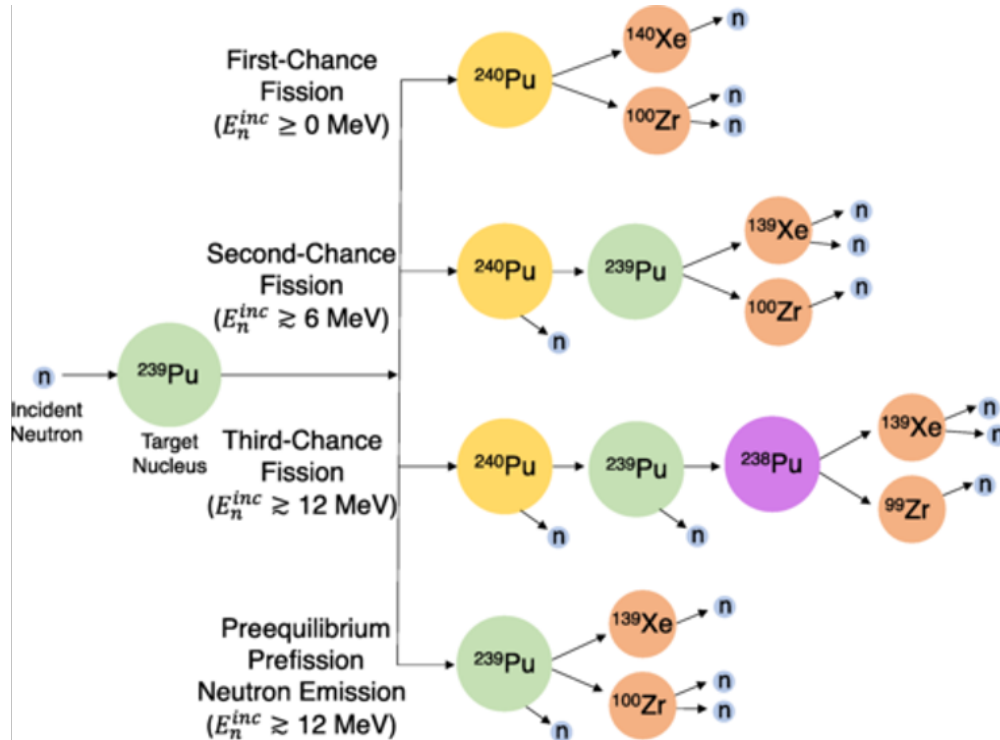 First-Chance
Fission
(E_n^{inc} ≥ 0 MeV)
²⁴⁰Pu
¹⁴⁰Xe
n
¹⁰⁰Zr
n
n
Second-Chance
Fission
(E_n^{inc} ≳ 6 MeV)
²⁴⁰Pu
n
²³⁹Pu
¹³⁹Xe
n
n
¹⁰⁰Zr
n
n
Incident
Neutron
²³⁹Pu
Target
Nucleus
Third-Chance
Fission
(E_n^{inc} ≳ 12 MeV)
²⁴⁰Pu
n
²³⁹Pu
n
²³⁸Pu
¹³⁹Xe
n
n
⁹⁹Zr
n
Preequilibrium
Prefission
Neutron Emission
(E_n^{inc} ≳ 12 MeV)
²³⁹Pu
n
¹³⁹Xe
n
¹⁰⁰Zr
n
n